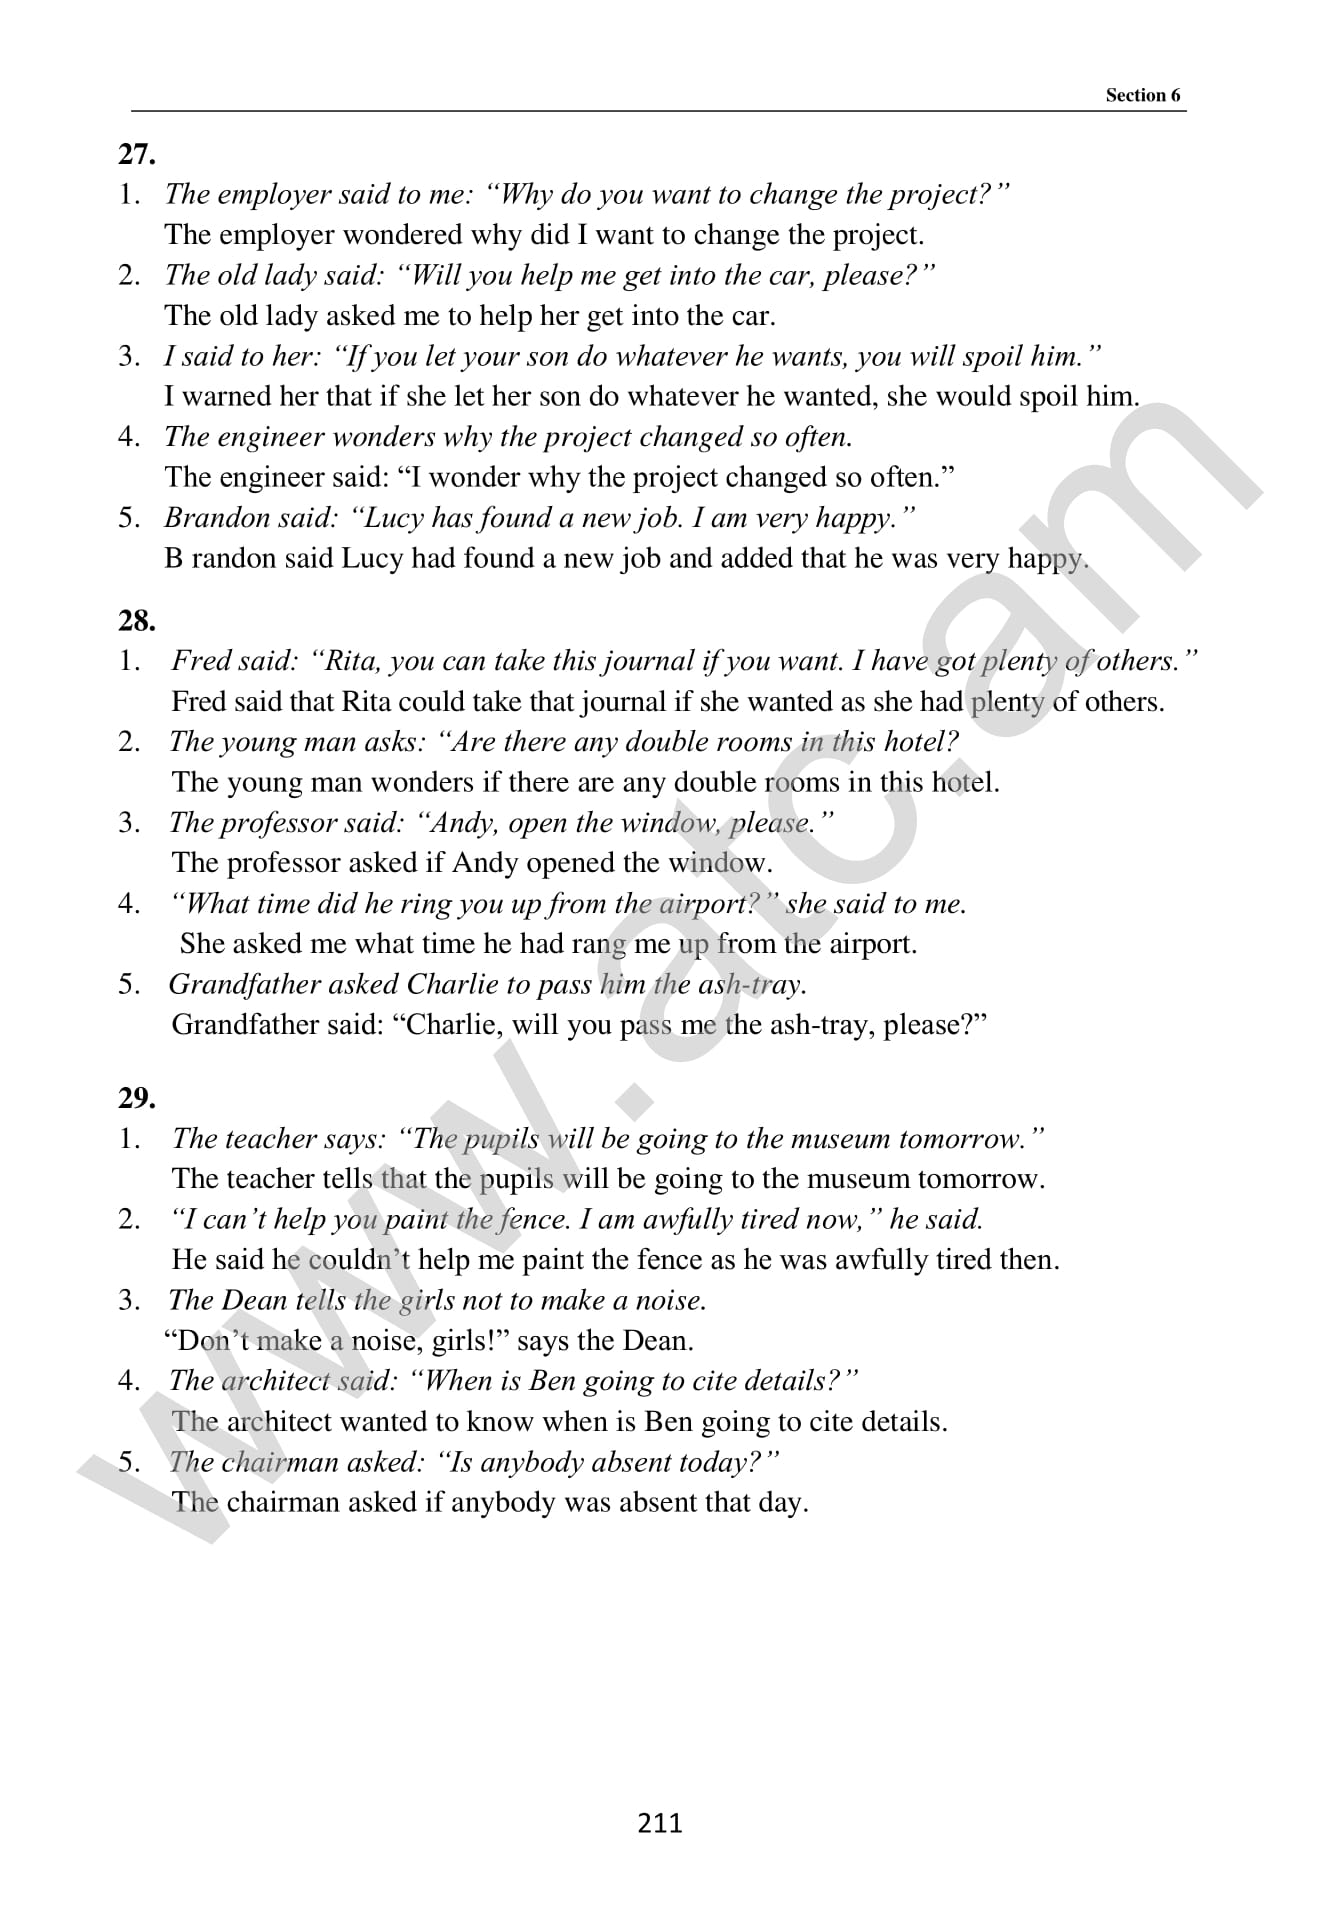 Section 6
27.
1. The employer said to me: “Why do you want to change the project?”
The employer wondered why did I want to change the project.
2. The old lady said: “Will you help me get into the car, please?”
The old lady asked me to help her get into the car.
3. I said to her: “If you let your son do whatever he wants, you will spoil him.”
I warned her that if she let her son do whatever he wanted, she would spoil him.
4. The engineer wonders why the project changed so often.
The engineer said: “I wonder why the project changed so often.”
5. Brandon said: “Lucy has found a new job. I am very happy.”
B randon said Lucy had found a new job and added that he was very happy.
28.
1. Fred said: “Rita, you can take this journal if you want. I have got plenty of others.”
Fred said that Rita could take that journal if she wanted as she had plenty of others.
2. The young man asks: “Are there any double rooms in this hotel?
The young man wonders if there are any double rooms in this hotel.
3. The professor said: “Andy, open the window, please.”
The professor asked if Andy opened the window.
4. “What time did he ring you up from the airport?” she said to me.
She asked me what time he had rang me up from the airport.
5. Grandfather asked Charlie to pass him the ash-tray.
Grandfather said: “Charlie, will you pass me the ash-tray, please?”
29.
1. The teacher says: “The pupils will be going to the museum tomorrow.”
The teacher tells that the pupils will be going to the museum tomorrow.
2. “I can’t help you paint the fence. I am awfully tired now,” he said.
He said he couldn’t help me paint the fence as he was awfully tired then.
3. The Dean tells the girls not to make a noise.
“Don’t make a noise, girls!” says the Dean.
4. The architect said: “When is Ben going to cite details?”
The architect wanted to know when is Ben going to cite details.
5. The chairman asked: “Is anybody absent today?”
The chairman asked if anybody was absent that day.
211
www.atc.am